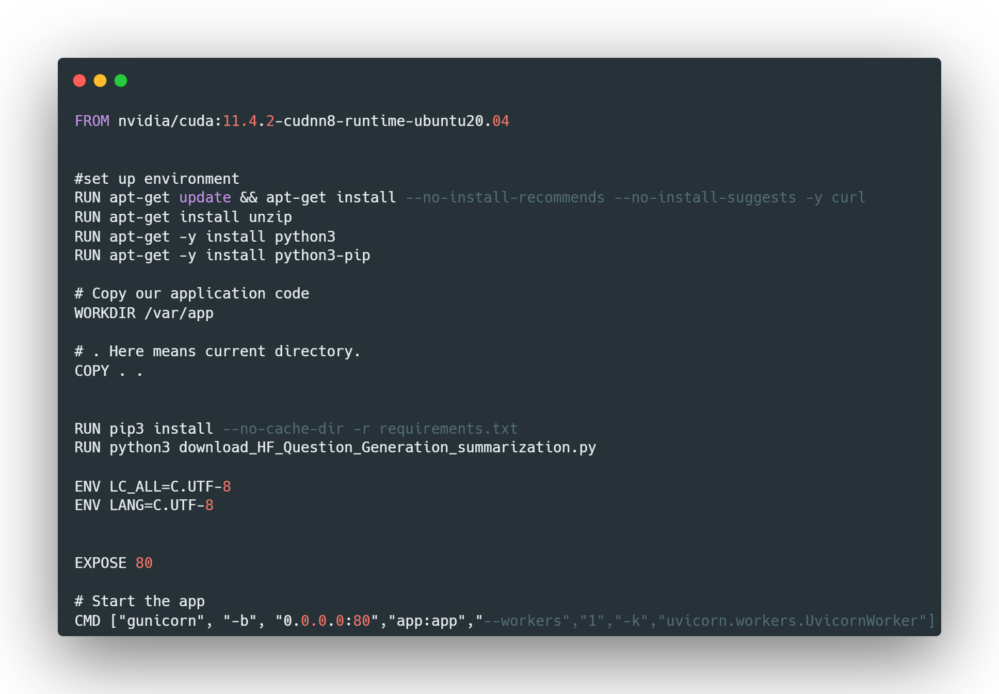 FROM nvidia/cuda:11.4.2-cudnn8-runtime-ubuntu20.04
#set up environment
RUN apt-get update && apt-get install --no-install-recommends --no-install-suggests -y curl
RUN apt-get install unzip
RUN apt-get -y install python3
RUN apt-get -y install python3-pip
# Copy our application code
WORKDIR /var/app
# . Here means current directory.
COPY . .
RUN pip3 install --no-cache-dir -r requirements.txt
RUN python3 download_HF_Question_Generation_summarization.py
ENV LC_ALL=C.UTF-8
ENV LANG=C.UTF-8
EXPOSE 80
# Start the app
CMD ["gunicorn", "-b", "0.0.0.0:80","app:app","--workers","1","-k","uvicorn.workers.UvicornWorker"]